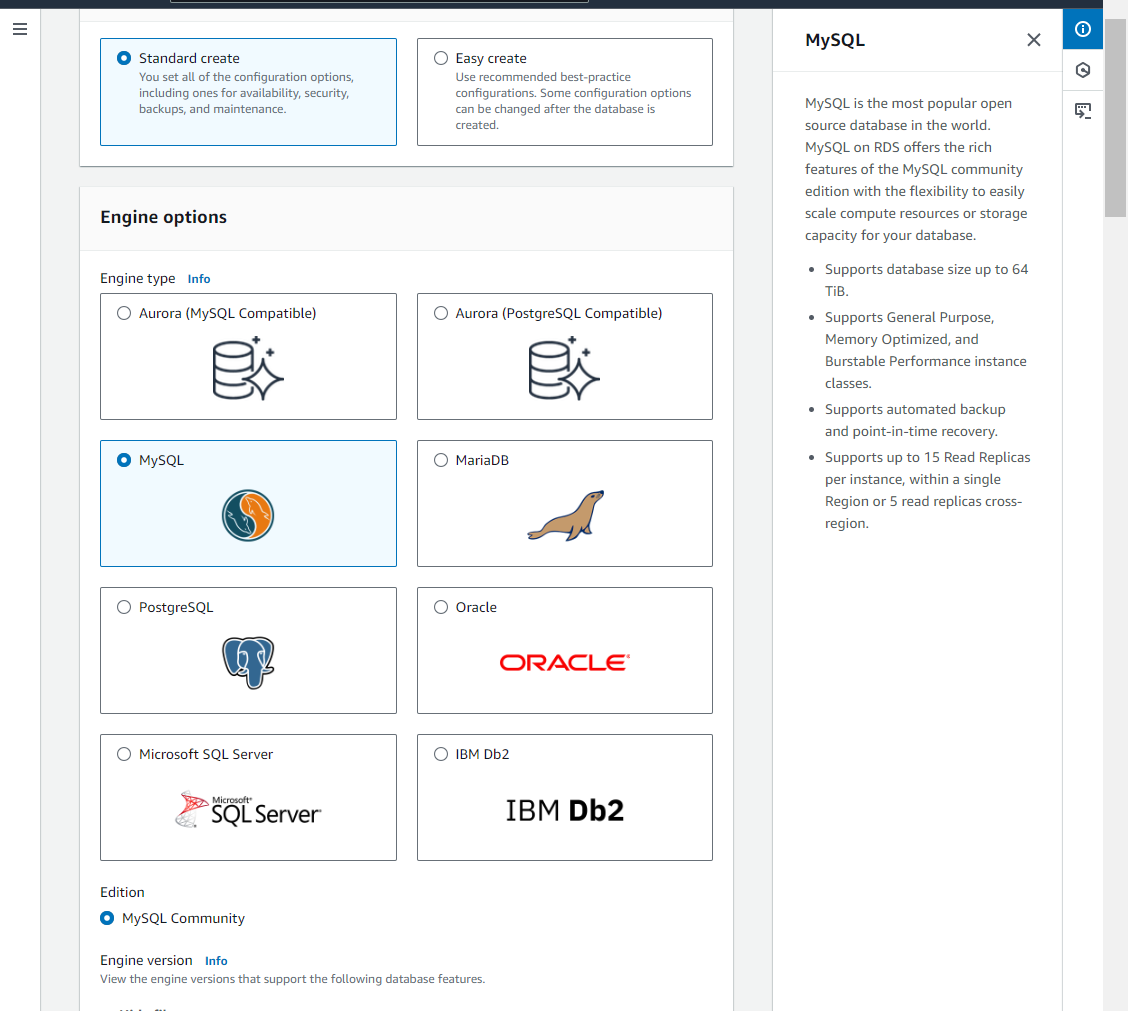 Standard create
You set all of the configuration options,
including ones for availability, security,
backups, and maintenance.
Easy create
Use recommended best-practice
configurations. Some configuration options
can be changed after the database is
created.
Engine options
Engine type Info
Aurora (MySQL Compatible)
Aurora (PostgreSQL Compatible)
MySQL
MariaDB
PostgreSQL
Oracle
ORACLE
Microsoft SQL Server
Microsoft®
SQL Server
IBM Db2
IBM Db2
Edition
MySQL Community
Engine version Info
View the engine versions that support the following database features.
MySQL
MySQL is the most popular open
source database in the world.
MySQL on RDS offers the rich
features of the MySQL community
edition with the flexibility to easily
scale compute resources or storage
capacity for your database.
Supports database size up to 64
TiB.
Supports General Purpose,
Memory Optimized, and
Burstable Performance instance
classes.
Supports automated backup
and point-in-time recovery.
Supports up to 15 Read Replicas
per instance, within a single
Region or 5 read replicas cross-
region.